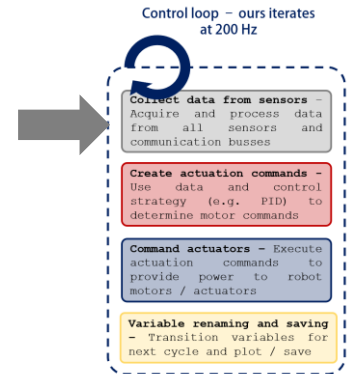 Control loop – ours iterates
at 200 Hz
Collect data from sensors –
Acquire and process data
from all sensors and
communication busses
Create actuation commands –
Use data and control
strategy (e.g. PID) to
determine motor commands
Command actuators – Execute
actuation commands to
provide power to robot
motors / actuators
Variable renaming and saving
– Transition variables for
next cycle and plot / save